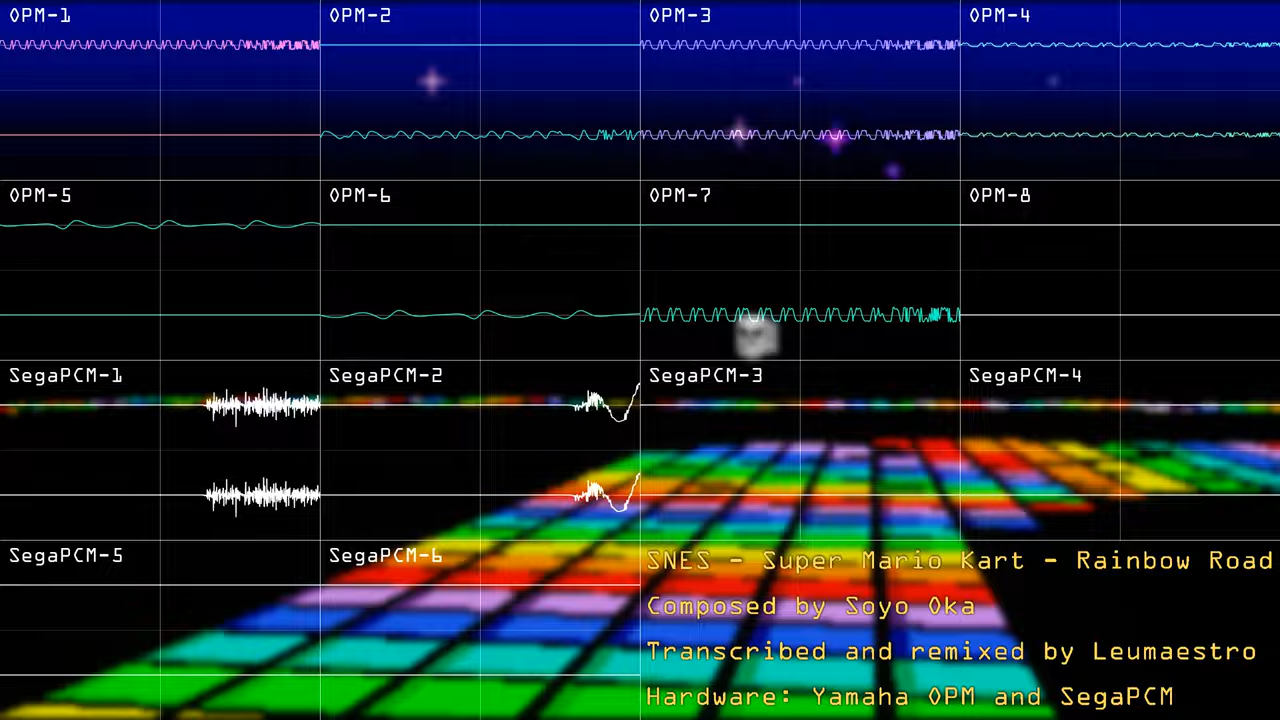 OPM-1
OPM-2
OPM-3
OPM-4
OPM-5
OPM-6
OPM-7
OPM-8
SegaPCM-1
SegaPCM-2
SegaPCM-3
SegaPCM-4
SegaPCM-5
SegaPCM-6
SNES - Super Mario Kart - Rainbow Road
Composed by Soyo Oka
Transcribed and remixed by Leumaestro
Hardware: Yamaha OPM and SegaPCM